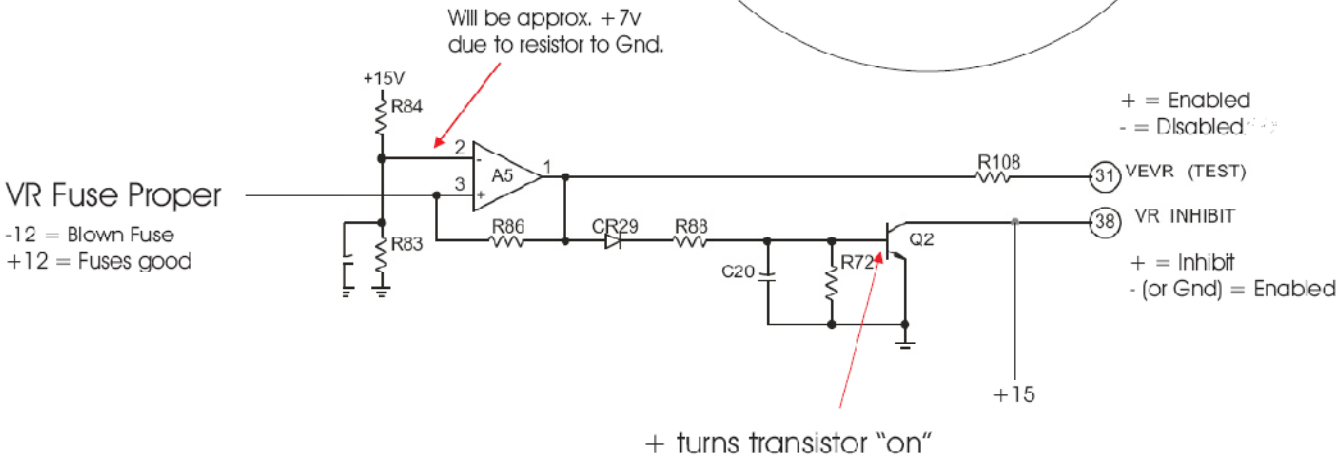 Will be approx. +7v
due to resistor to Gnd.
+15V
R84
+ = Enabled
- = Disabled
2
A5
1
R108
31
VEVR (TEST)
3
VR Fuse Proper
-12 = Blown Fuse
+12 = Fuses good
-
+
R83
R86
CR29
R88
Q2
38
VR INHIBIT
C20
R72
+ = Inhibit
- (or Gnd) = Enabled
+15
+ turns transistor "on"